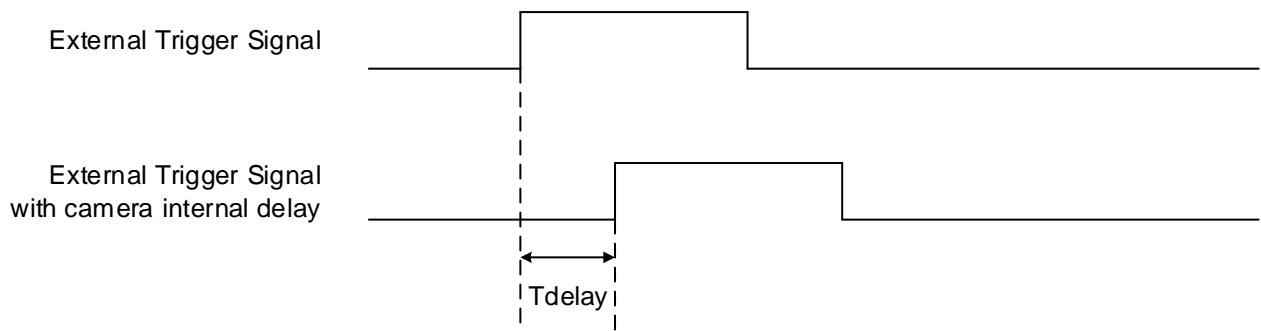 External Trigger Signal
External Trigger Signal
with camera internal delay
Tdelay